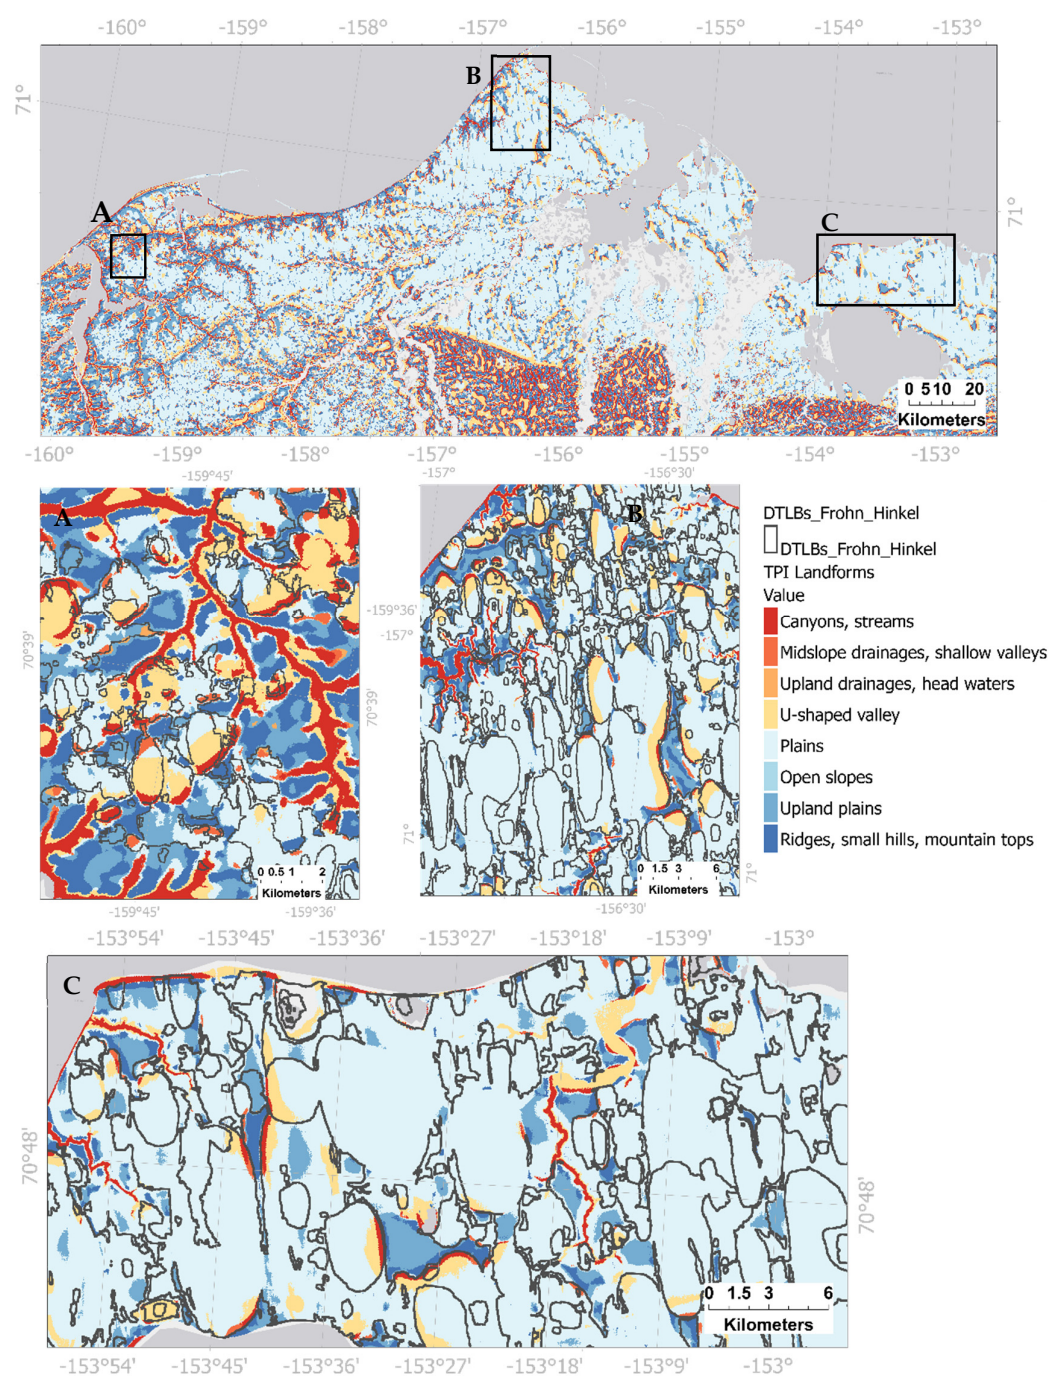 -160° -159° -158° -157° -156° -155° -154° -153°
B
71°
A
C
71°
0 5 10 20
Kilometers
-160° -159° -158° -157° -156° -155° -154° -153°
-159°45' -157° -156°30'
A
B
DTLBs_Frohn_Hinkel
DTLBs_Frohn_Hinkel
TPI Landforms
Value
Canyons, streams
Midslope drainages, shallow valleys
Upland drainages, head waters
U-shaped valley
Plains
Open slopes
Upland plains
Ridges, small hills, mountain tops
-159°36'
-157°
70°39'
70°39'
71°
71°
0 0.5 1 2
Kilometers
0 1.5 3 6
Kilometers
-159°45' -159°36' -156°30'
-153°54' -153°45' -153°36' -153°27' -153°18' -153°9' -153°
C
70°48'
70°48'
0 1.5 3 6
Kilometers
-153°54' -153°45' -153°36' -153°27' -153°18' -153°9' -153°